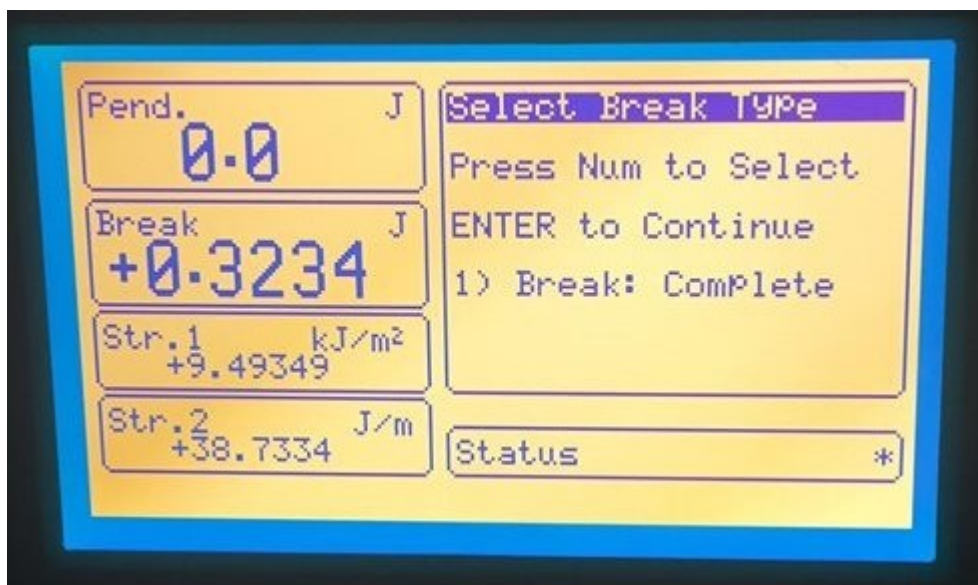 Pend. J
0.0
Break J
+0.3234
Str.1 kJ/m²
+9.49349
Str.2 J/m
+38.7334
Select Break Type
Press Num to Select
ENTER to Continue
1) Break: Complete
Status *